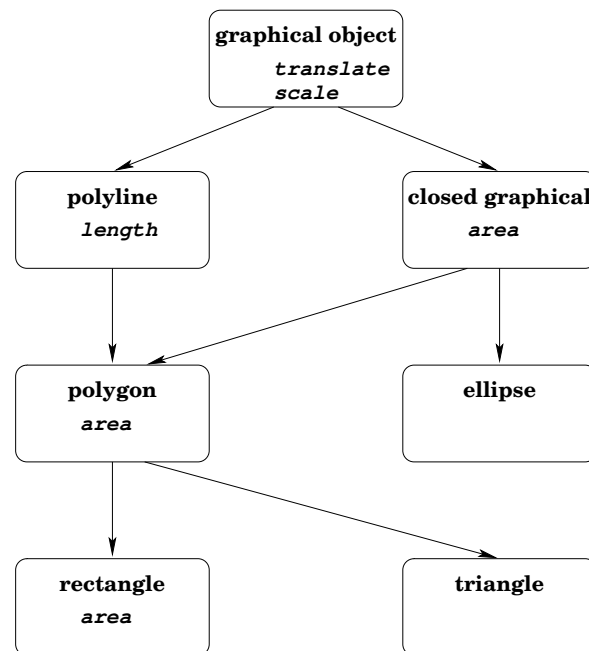 graphical object
translate
scale
polyline
length
closed graphical
area
polygon
area
ellipse
rectangle
area
triangle